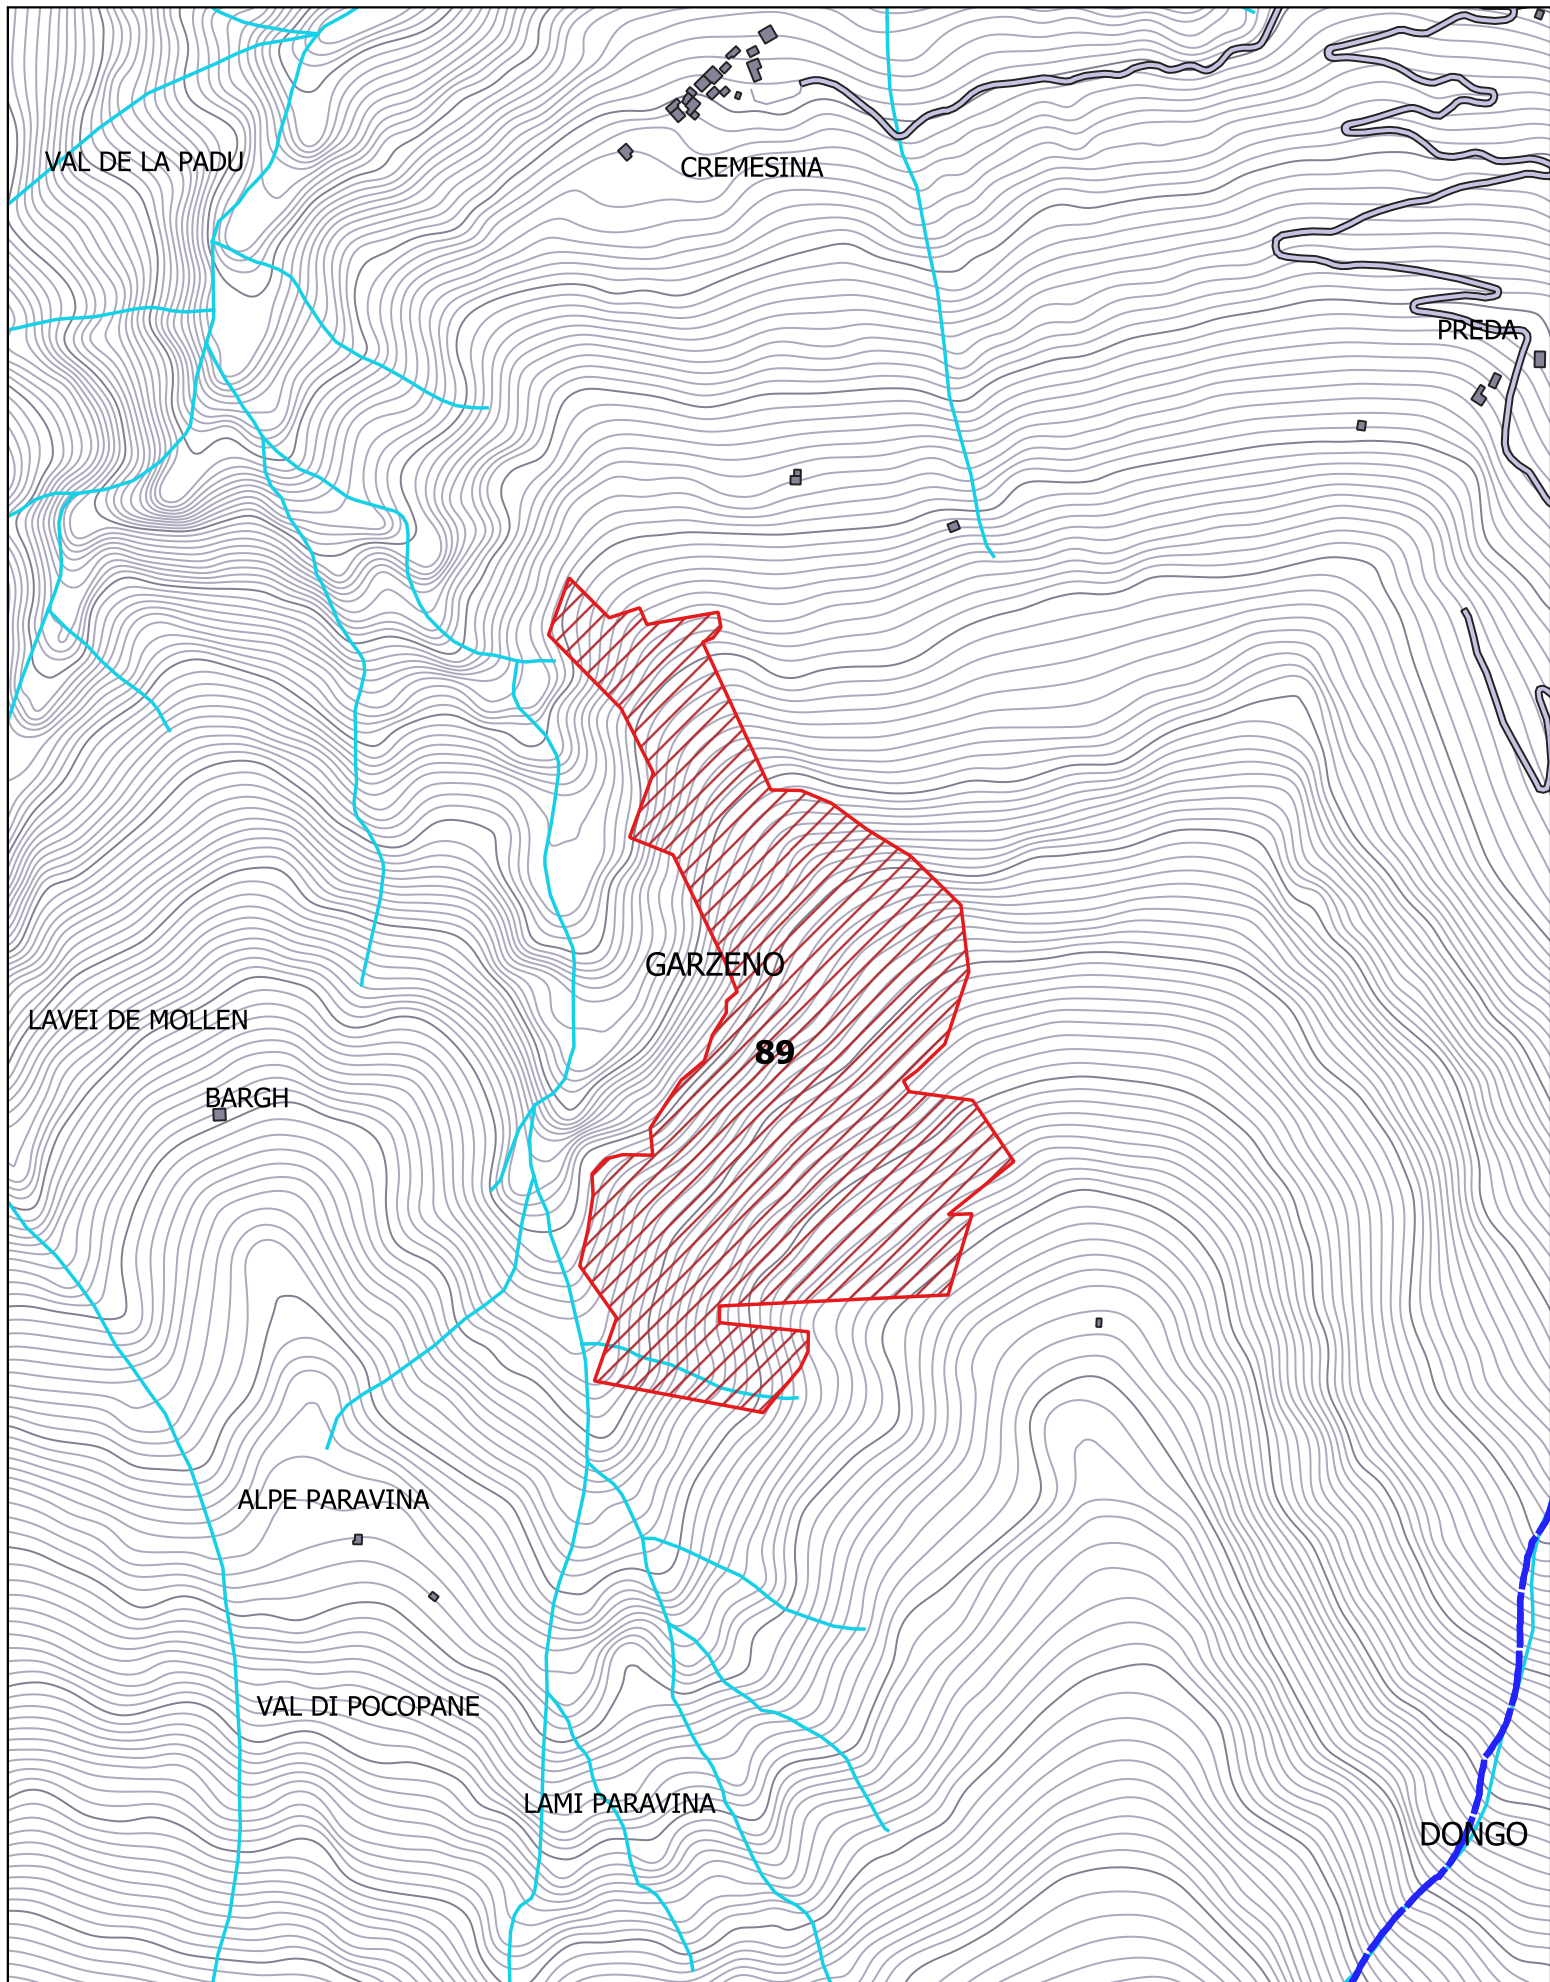 VAL DE LA PADU
CREMESINA
PREDA
GARZENO
LAVEI DE MOLLEN
89
BARGH
ALPE PARAVINA
VAL DI POCOPANE
LAMI PARAVINA
DONGO